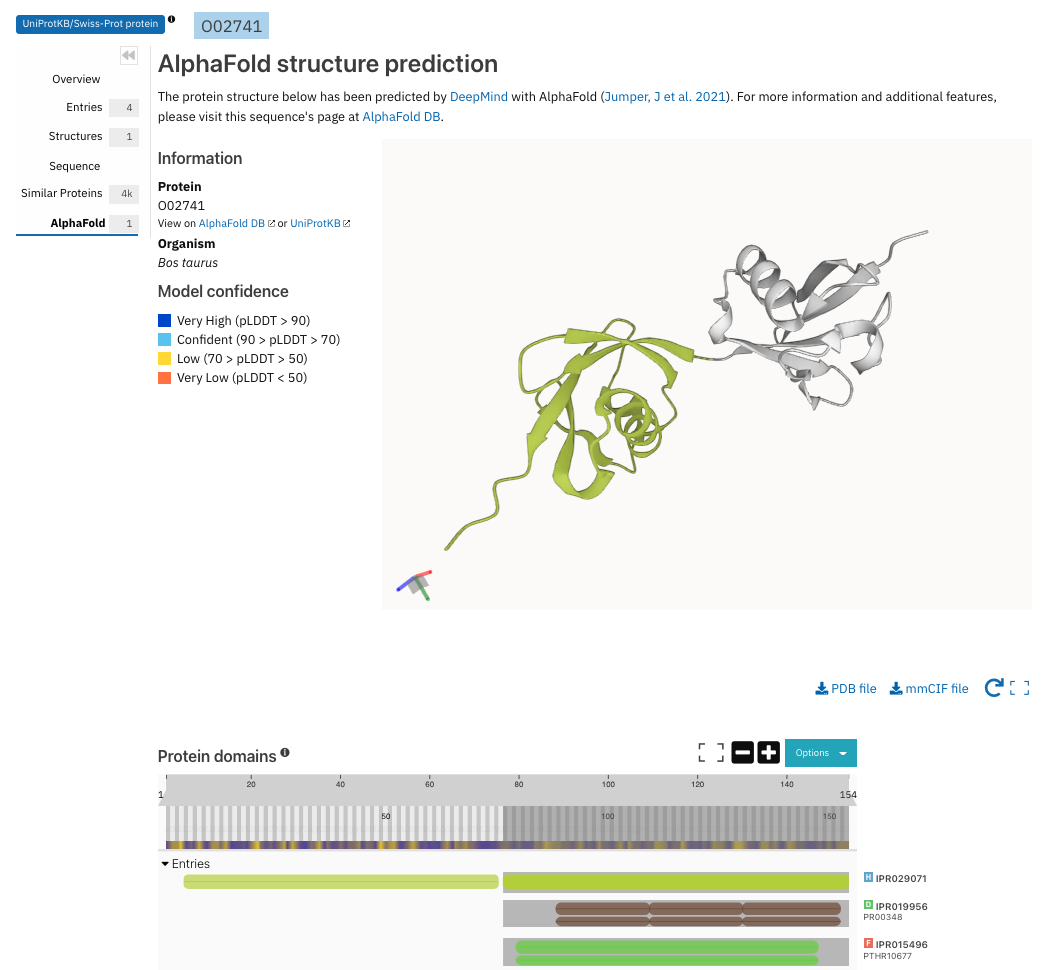 UniProtKB/Swiss-Prot protein
O02741
Overview
Entries 4
Structures 1
Sequence
Similar Proteins 4k
AlphaFold 1
AlphaFold structure prediction
The protein structure below has been predicted by DeepMind with AlphaFold (Jumper, J et al. 2021). For more information and additional features,
please visit this sequence's page at AlphaFold DB.
Information
Protein
O02741
View on AlphaFold DB or UniProtKB
Organism
Bos taurus
Model confidence
Very High (pLDDT > 90)
Confident (90 > pLDDT > 70)
Low (70 > pLDDT > 50)
Very Low (pLDDT < 50)
PDB file mmCIF file
Protein domains
Options
20 40 60 80 100 120 140
1 154
50 100 150
Entries
H IPR029071
D IPR019956
PR00348
F IPR015496
PTHR10677